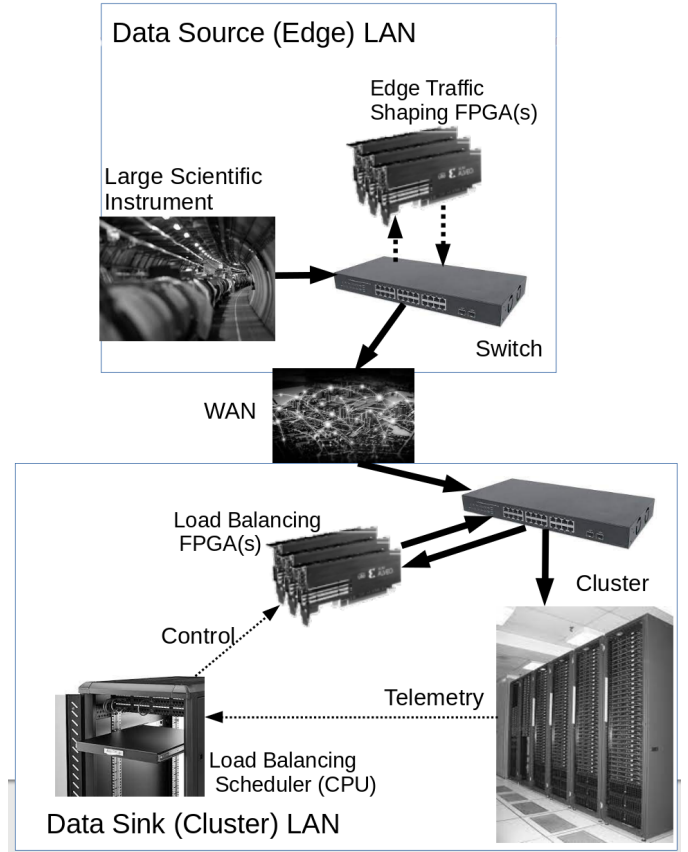 Data Source (Edge) LAN
Edge Traffic
Shaping FPGA(s)
Large Scientific
Instrument
Switch
WAN
Load Balancing
FPGA(s)
Cluster
Control
Telemetry
Load Balancing
Scheduler (CPU)
Data Sink (Cluster) LAN